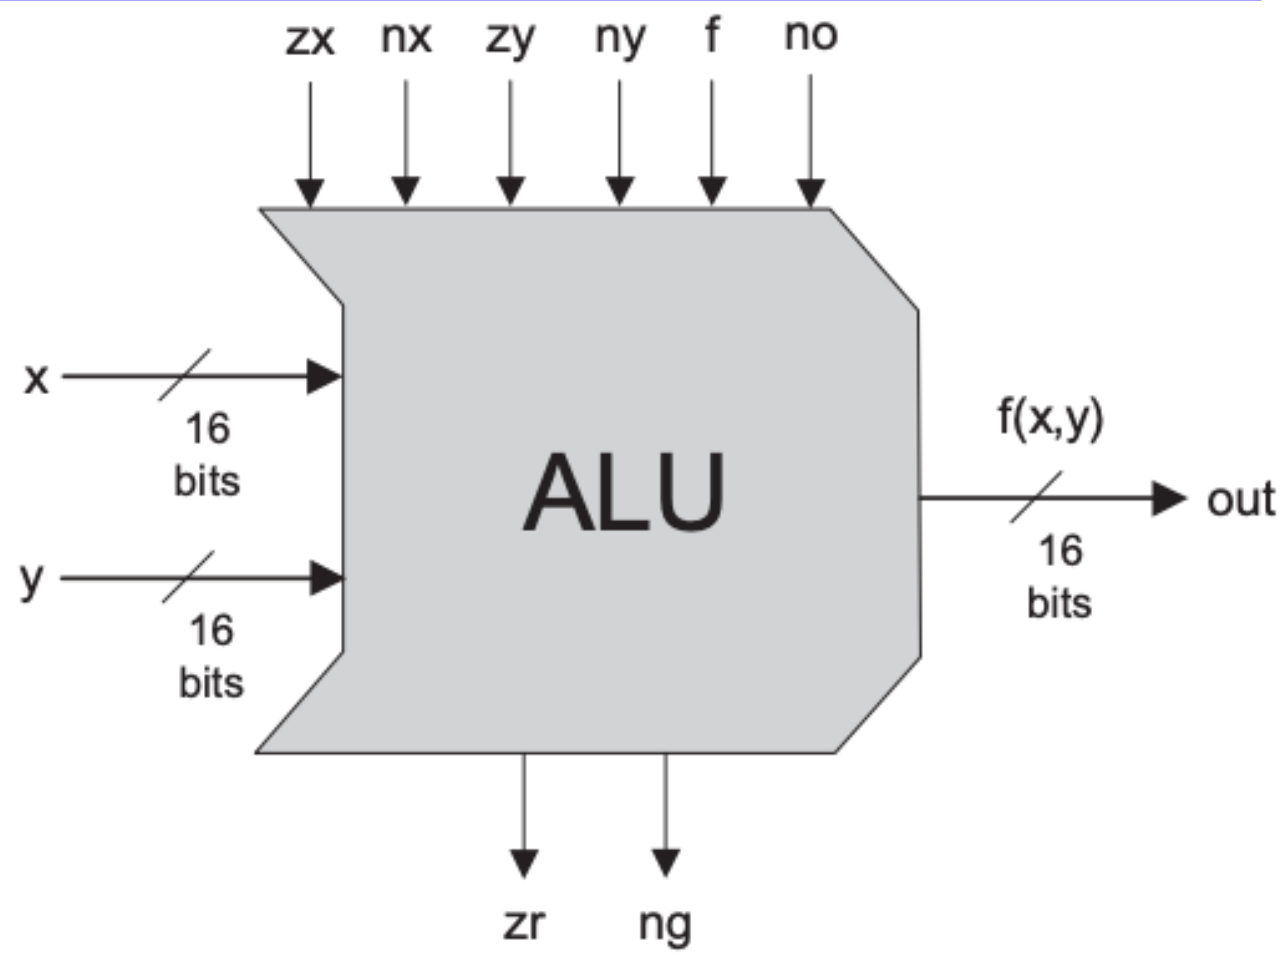 zx nx zy ny f no
x
16
bits
ALU
f(x,y)
out
16
bits
y
16
bits
zr ng